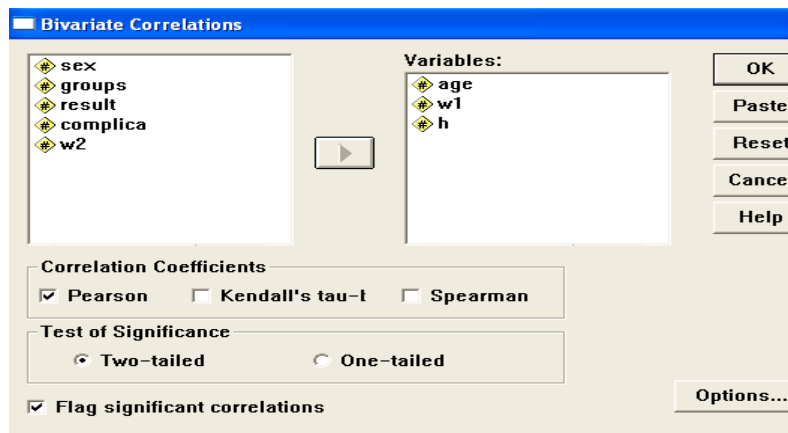 Bivariate Correlations
sex
groups
result
complica
w2
Variables:
age
w1
h
OK
Paste
Reset
Cance
Help
Correlation Coefficients
Pearson Kendall's tau-l Spearman
Test of Significance
Two-tailed One-tailed
Flag significant correlations
Options...